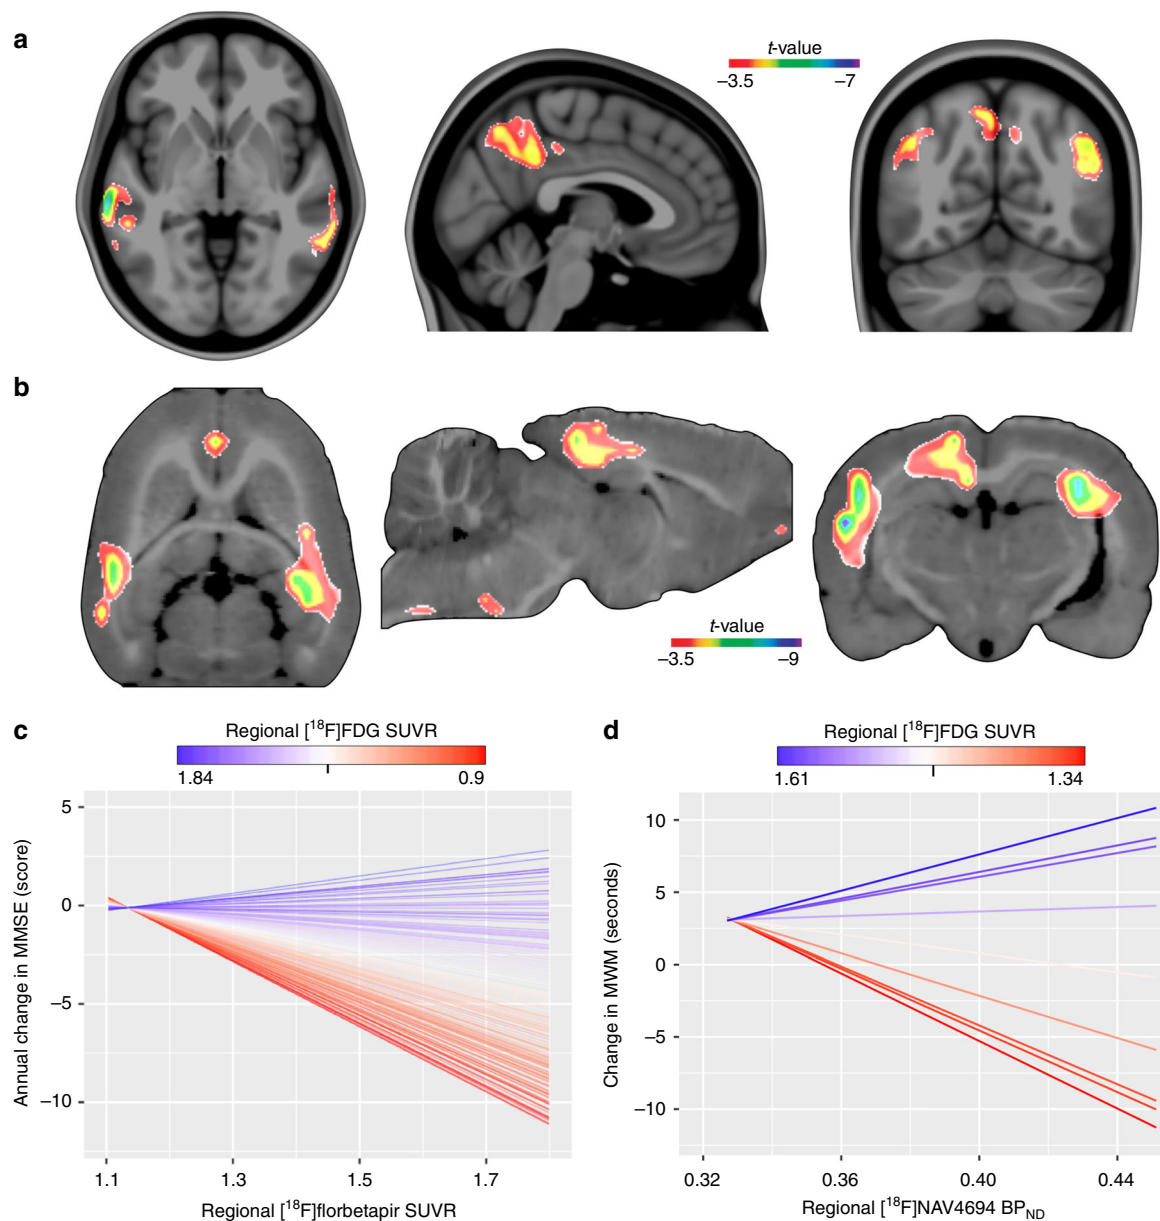 a
t-value
–3.5 –7
b
t-value
–3.5 –9
c
Regional [18F]FDG SUVR
1.84 0.9
Annual change in MMSE (score)
5
0
–5
–10
1.1 1.3 1.5 1.7
Regional [18F]florbetapir SUVR
d
Regional [18F]FDG SUVR
1.61 1.34
Change in MWM (seconds)
10
5
0
–5
–10
0.32 0.36 0.40 0.44
Regional [18F]NAV4694 BPND